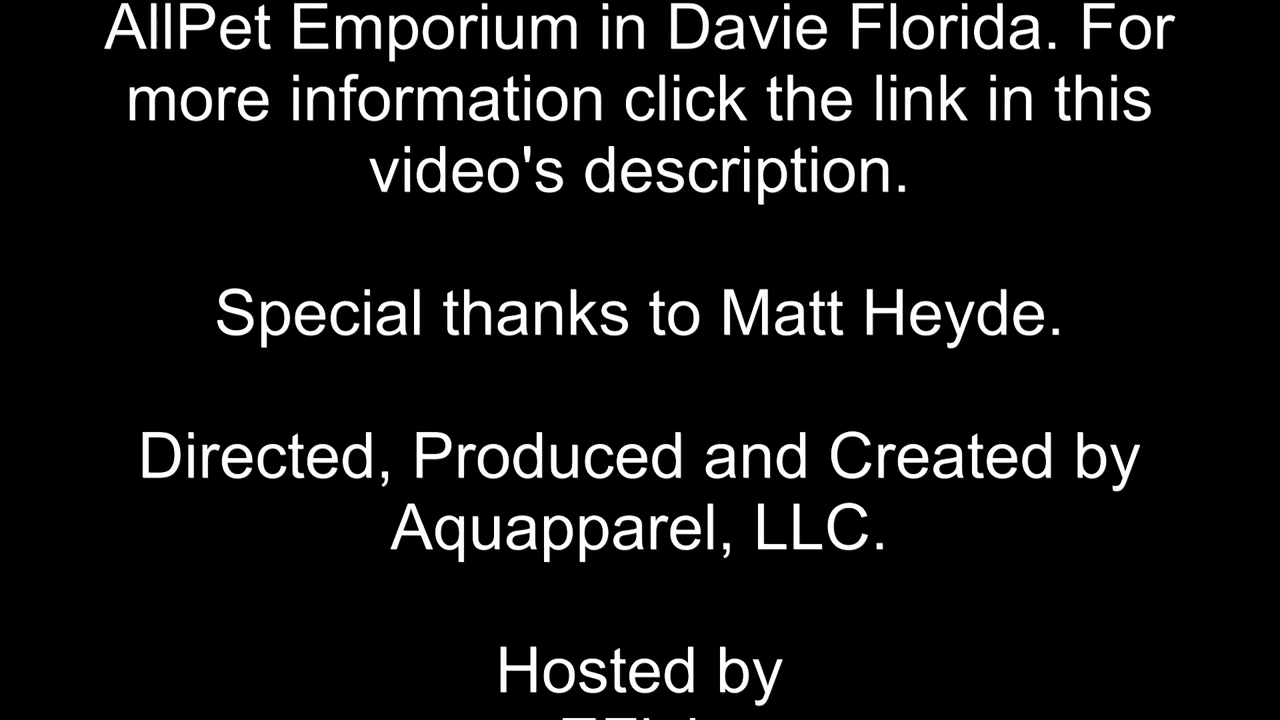 AllPet Emporium in Davie Florida. For
more information click the link in this
video's description.
Special thanks to Matt Heyde.
Directed, Produced and Created by
Aquapparel, LLC.
Hosted by